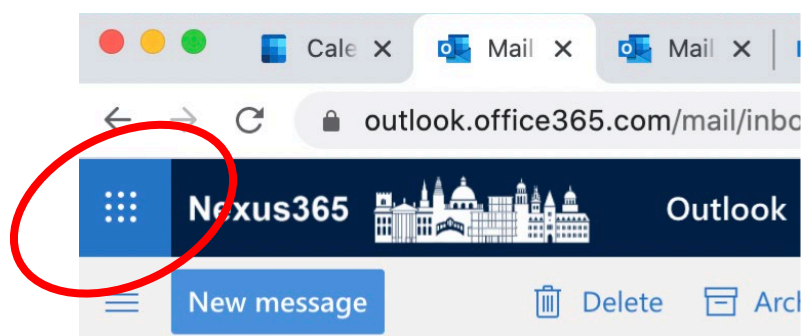 Cale Mail Mail
outlook.office365.com/mail/inbo
Nexus365 Outlook
New message Delete Arch